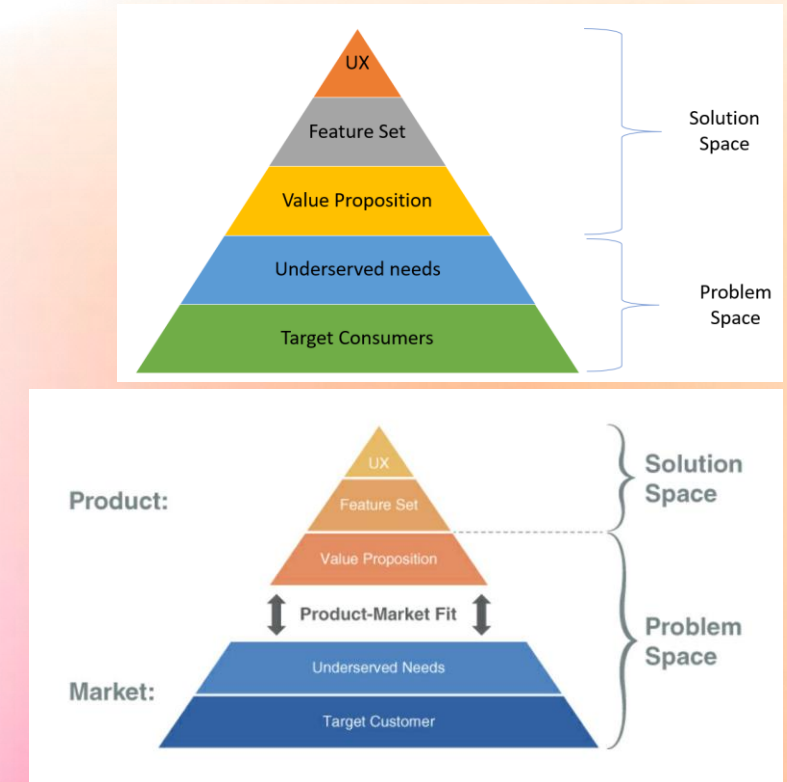 UX
Feature Set
Value Proposition
Underserved needs
Target Consumers
Solution
Space
Problem
Space
Product:
UX
Feature Set
Value Proposition
Product-Market Fit
Market:
Underserved Needs
Target Customer
Solution
Space
Problem
Space